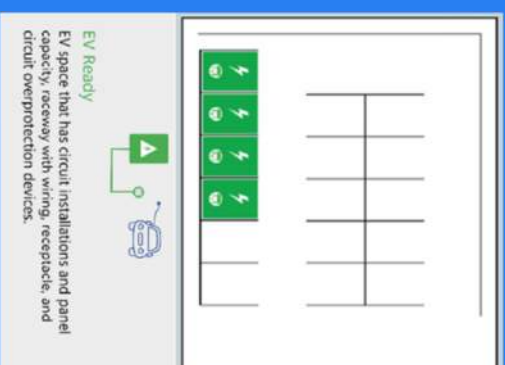 EV Ready
EV space that has circuit installations and panel
capacity, raceway with wiring, receptacle, and
circuit overprotection devices.